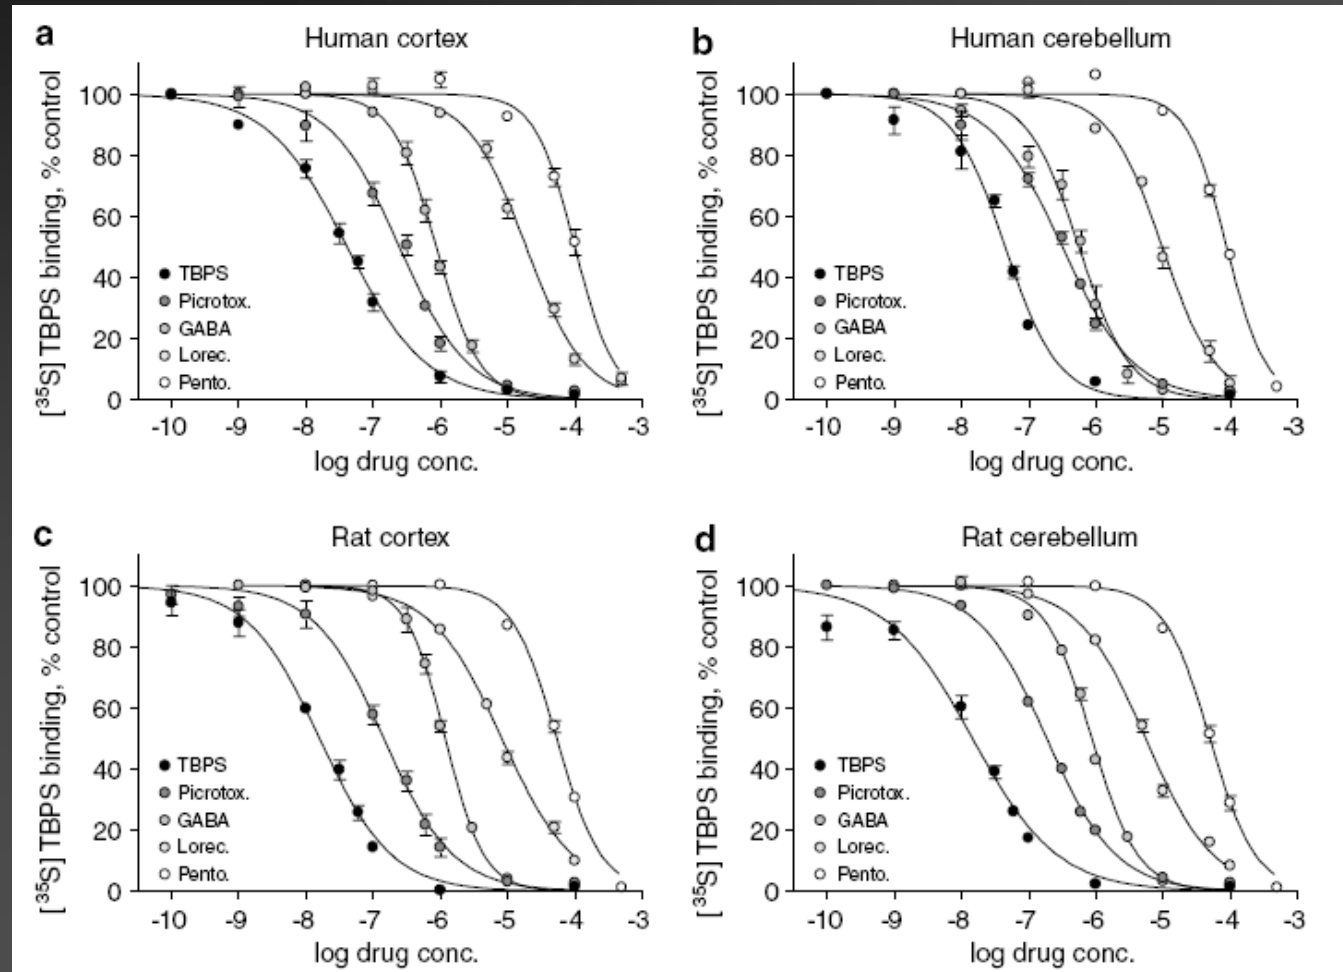 a
Human cortex
[35S] TBPS binding, % control
100
80
60
40
20
0
TBPS
Picrotox.
GABA
Lorec.
Pento.
-10 -9 -8 -7 -6 -5 -4 -3
log drug conc.
b
Human cerebellum
[35S] TBPS binding, % control
100
80
60
40
20
0
TBPS
Picrotox.
GABA
Lorec.
Pento.
-10 -9 -8 -7 -6 -5 -4 -3
log drug conc.
c
Rat cortex
[35S] TBPS binding, % control
100
80
60
40
20
0
TBPS
Picrotox.
GABA
Lorec.
Pento.
-10 -9 -8 -7 -6 -5 -4 -3
log drug conc.
d
Rat cerebellum
[35S] TBPS binding, % control
100
80
60
40
20
0
TBPS
Picrotox.
GABA
Lorec.
Pento.
-10 -9 -8 -7 -6 -5 -4 -3
log drug conc.